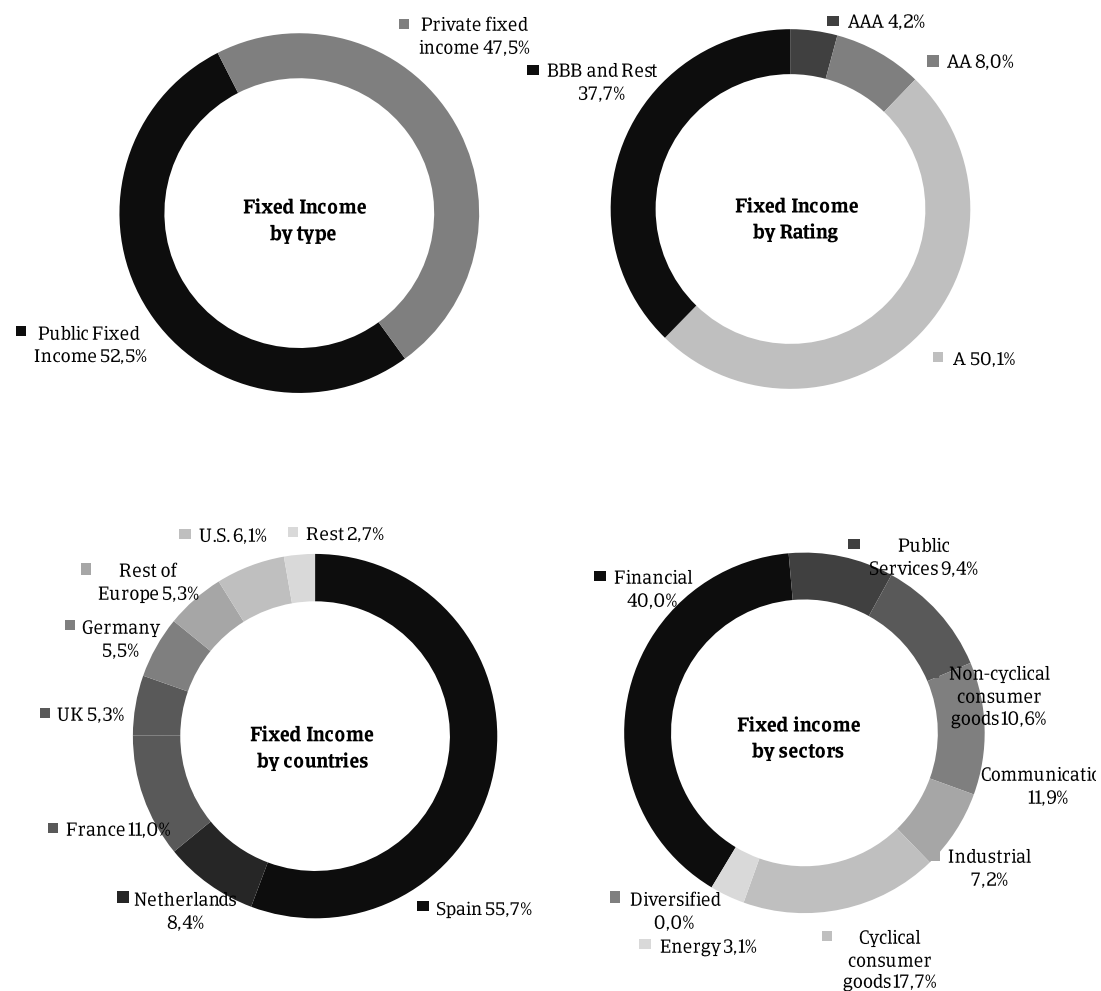 Private fixed
income 47,5%
Fixed Income
by type
Public Fixed
Income 52,5%
AAA 4,2%
AA 8,0%
BBB and Rest
37,7%
Fixed Income
by Rating
A 50,1%
U.S. 6,1%
Rest 2,7%
Rest of
Europe 5,3%
Germany
5,5%
UK 5,3%
Fixed Income
by countries
France 11,0%
Netherlands
8,4%
Spain 55,7%
Public
Services 9,4%
Financial
40,0%
Non-cyclical
consumer
goods 10,6%
Fixed income
by sectors
Communicatio
11,9%
Industrial
7,2%
Diversified
0,0%
Energy 3,1%
Cyclical
consumer
goods 17,7%